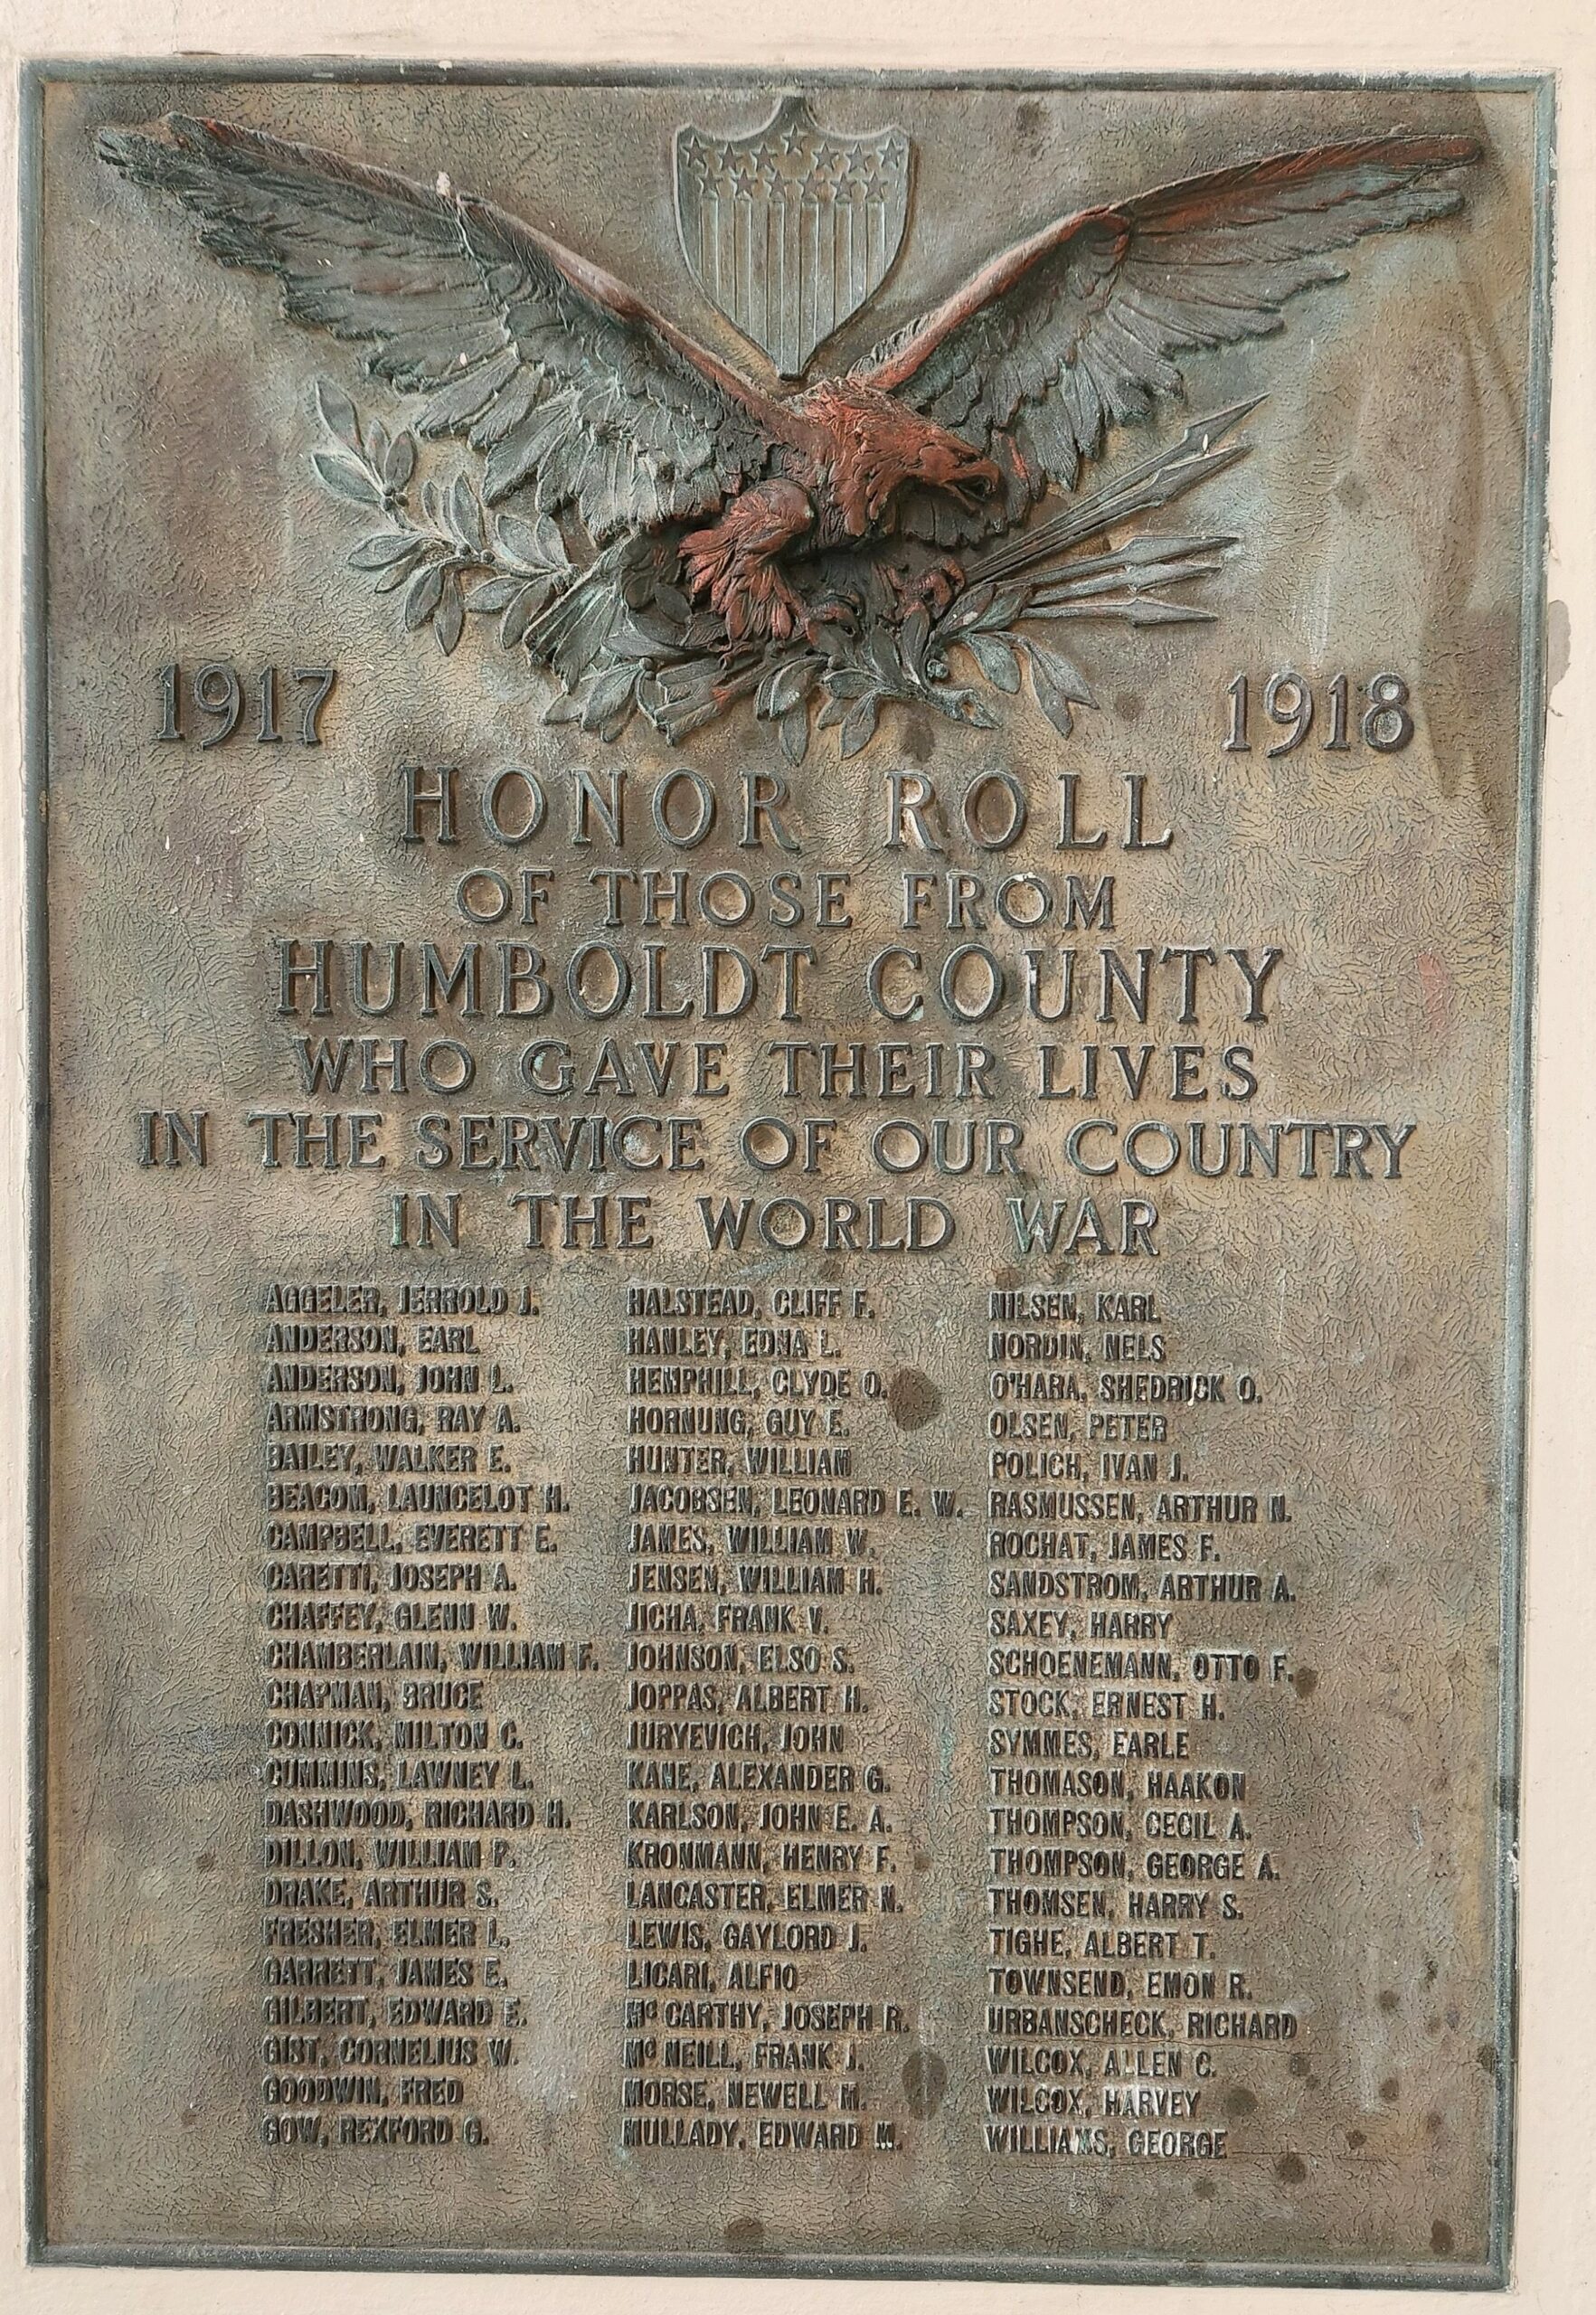 1917
1918
HONOR ROLL
OF THOSE FROM
HUMBOLDT COUNTY
WHO GAVE THEIR LIVES
IN THE SERVICE OF OUR COUNTRY
IN THE WORLD WAR
AGGELER, JERROLD J.
ANDERSON, EARL
ANDERSON, JOHN L.
ARMSTRONG, RAY A.
BAILEY, WALKER E.
BEACOM, LAUNCELOT H.
CAMPBELL, EVERETT E.
CARETTI, JOSEPH A.
CHAFFEY, GLENN W.
CHAMBERLAIN, WILLIAM F.
CHAPMAN, BRUCE
CONNICK, MILTON C.
CUMMINS, LAWNEY L.
DASHWOOD, RICHARD H.
DILLON, WILLIAM P.
DRAKE, ARTHUR S.
FRESHER, ELMER L.
GARRETT, JAMES E.
GILBERT, EDWARD E.
GIST, CORNELIUS W.
GOODWIN, FRED
GOW, REXFORD G.
HALSTEAD, CLIFF F.
HANLEY, EDNA L.
HEMPHILL, CLYDE O.
HORNUNG, GUY E.
HUNTER, WILLIAM
JACOBSEN, LEONARD E. W.
JAMES, WILLIAM W.
JENSEN, WILLIAM H.
JICHA, FRANK V.
JOHNSON, ELSO S.
JOPPAS, ALBERT H.
JURYEVICH, JOHN
KANE, ALEXANDER G.
KARLSON, JOHN E. A.
KRONMANN, HENRY F.
LANCASTER, ELMER N.
LEWIS, GAYLORD J.
LICARI, ALFIO
Mc CARTHY, JOSEPH R.
Mc NEILL, FRANK J.
MORSE, NEWELL M.
MULLADY, EDWARD M.
NILSEN, KARL
NORDIN, NELS
O'HARA, SHEDRICK O.
OLSEN, PETER
POLICH, IVAN J.
RASMUSSEN, ARTHUR N.
ROCHAT, JAMES F.
SANDSTROM, ARTHUR A.
SAXEY, HARRY
SCHOENEMANN, OTTO F.
STOCK, ERNEST H.
SYMMES, EARLE
THOMASON, HAAKON
THOMPSON, CECIL A.
THOMPSON, GEORGE A.
THOMSEN, HARRY S.
TIGHE, ALBERT T.
TOWNSEND, EMON R.
URBANSCHECK, RICHARD
WILCOX, ALLEN C.
WILCOX, HARVEY
WILLIAMS, GEORGE